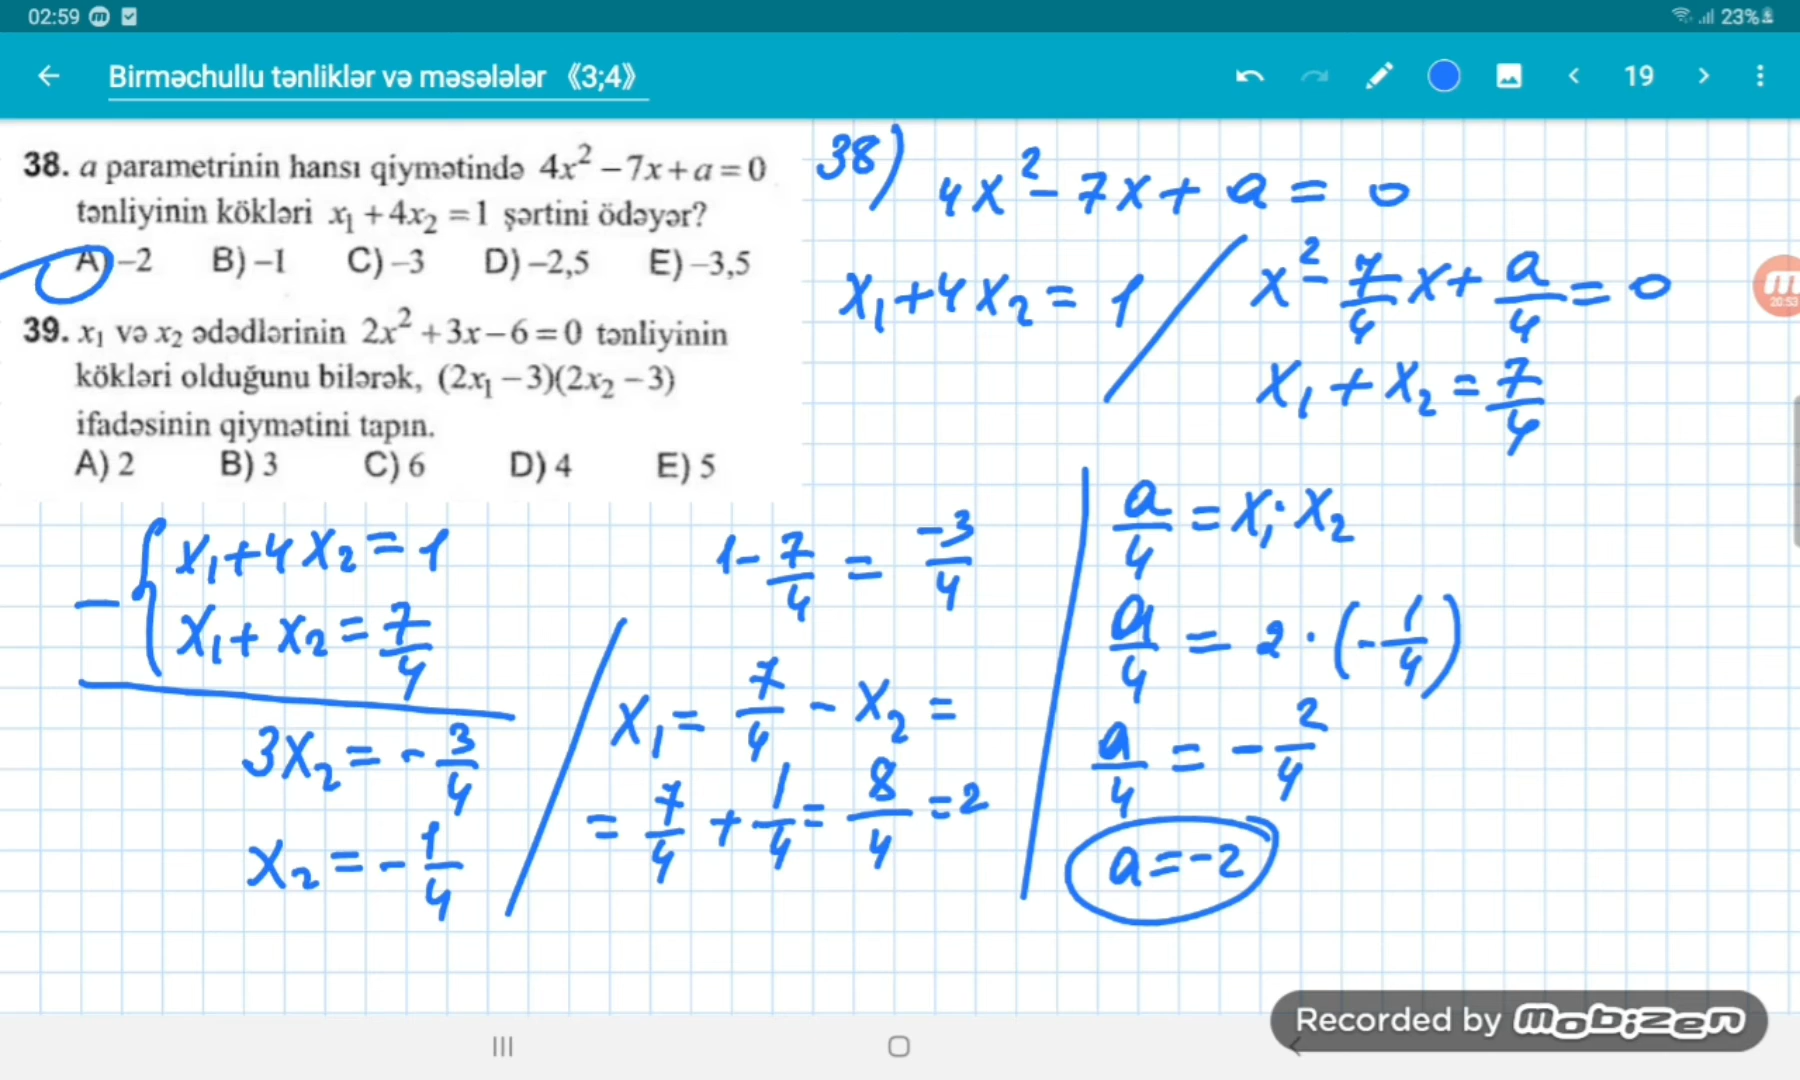 02:59
23%
Birməchullu tənliklər və məsələlər 《3;4》
19
38. a parametrinin hansı qiymətində 4x² − 7x + a = 0
tənliyinin kökləri x₁ + 4x₂ = 1 şərtini ödəyər?
A) −2 B) −1 C) −3 D) −2,5 E) −3,5
39. x₁ və x₂ ədədlərinin 2x² + 3x − 6 = 0 tənliyinin
kökləri olduğunu bilərək, (2x₁ − 3)(2x₂ − 3)
ifadəsinin qiymətini tapın.
A) 2 B) 3 C) 6 D) 4 E) 5
38) 4x² − 7x + a = 0
x₁ + 4x₂ = 1
x² − 7/4 x + a/4 = 0
x₁ + x₂ = 7/4
x₁ + 4x₂ = 1
− x₁ + x₂ = 7/4
3x₂ = − 3/4
x₂ = − 1/4
1 − 7/4 = −3/4
x₁ = 7/4 − x₂ =
= 7/4 + 1/4 = 8/4 = 2
a/4 = x₁ · x₂
a/4 = 2 · (− 1/4)
a/4 = − 2/4
a = −2
20:53
Recorded by Mobizen